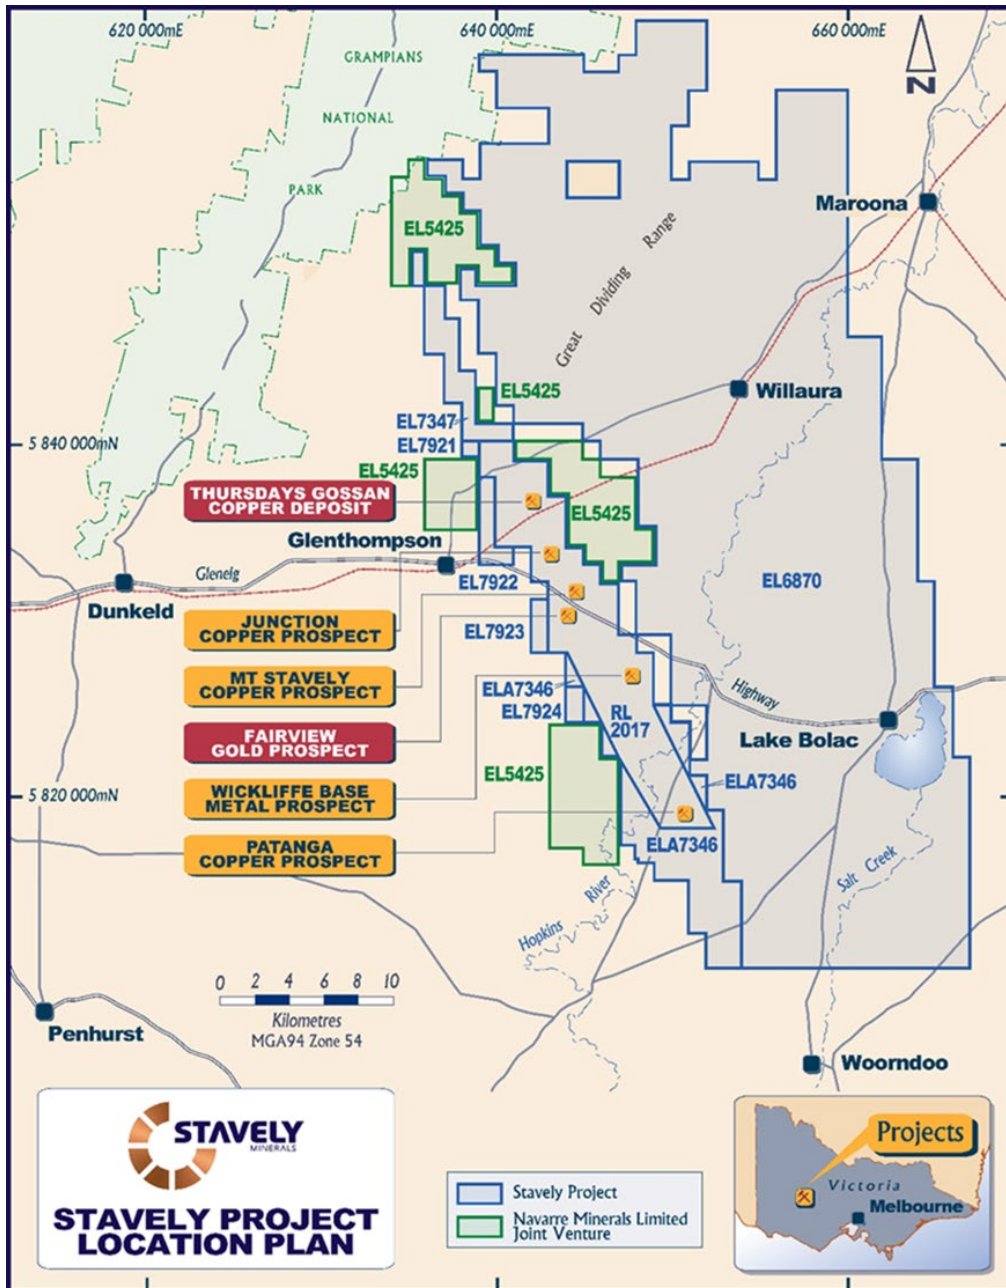 620 000mE
640 000mE
660 000mE
GRAMPIANS
NATIONAL
PARK
N
Maroona
EL5425
Great Dividing Range
Willaura
EL5425
EL7347
EL7921
5 840 000mN
EL5425
THURSDAYS GOSSAN
COPPER DEPOSIT
EL5425
Glenthompson
Glenelg
EL7922
EL6870
Dunkeld
JUNCTION
COPPER PROSPECT
EL7923
MT STAVELY
COPPER PROSPECT
ELA7346
EL7924
RL
2017
Highway
Lake Bolac
FAIRVIEW
GOLD PROSPECT
EL5425
ELA7346
WICKLIFFE BASE
METAL PROSPECT
5 820 000mN
PATANGA
COPPER PROSPECT
ELA7346
Salt Creek
Hopkins River
0 2 4 6 8 10
Kilometres
MGA94 Zone 54
Penhurst
Woorndoo
STAVELY
MINERALS
STAVELY PROJECT
LOCATION PLAN
Stavely Project
Navarre Minerals Limited
Joint Venture
Projects
Victoria
Melbourne